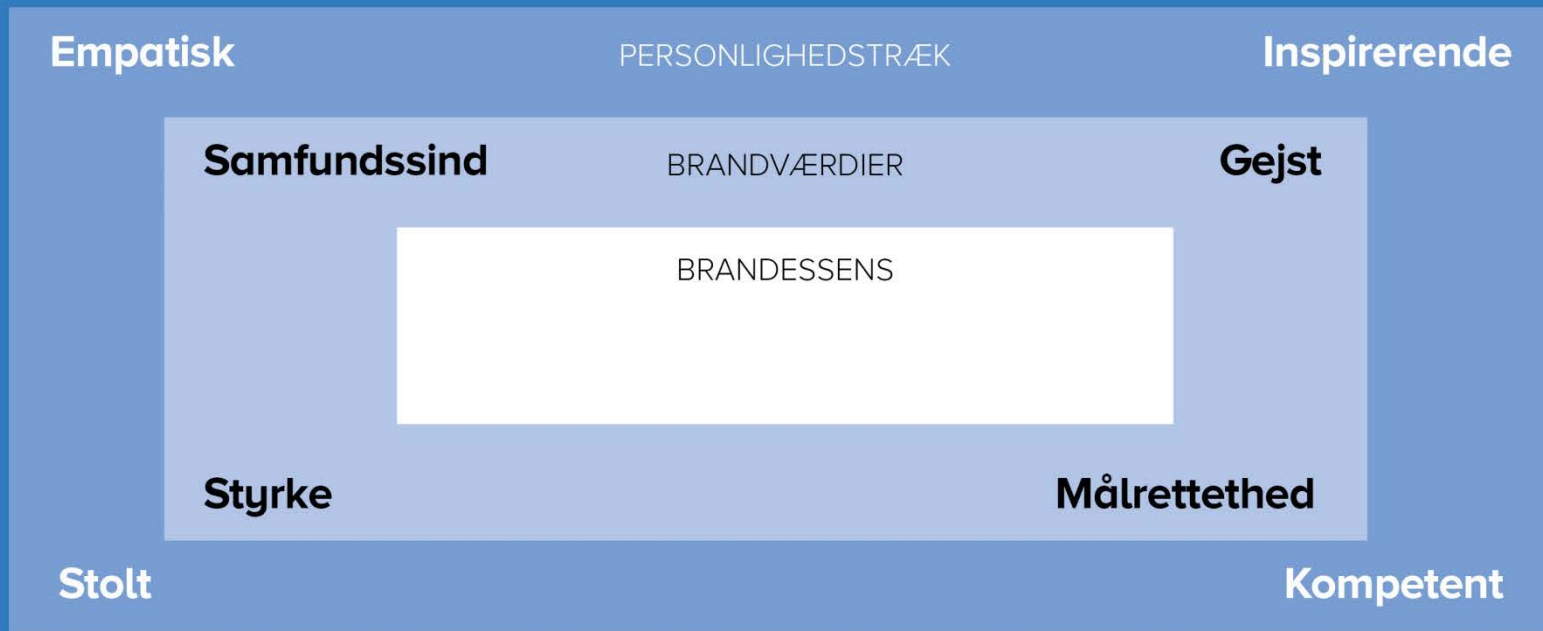 Empatisk PERSONLIGHEDSTRÆK Inspirerende
Samfundssind BRANDVÆRDIER Gejst
BRANDESSENS
Styrke Målrettethed
Stolt Kompetent